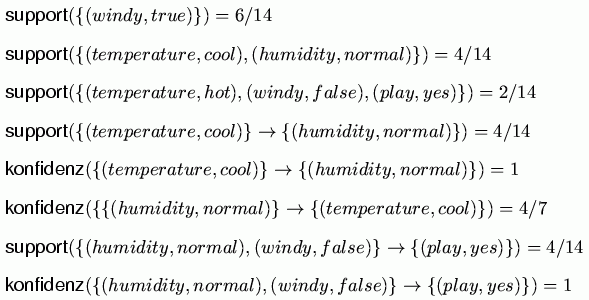 support({(windy, true)}) = 6/14
support({(temperature, cool), (humidity, normal)}) = 4/14
support({(temperature, hot), (windy, false), (play, yes)}) = 2/14
support({(temperature, cool)} → {(humidity, normal)}) = 4/14
konfidenz({(temperature, cool)} → {(humidity, normal)}) = 1
konfidenz({{(humidity, normal)} → {(temperature, cool)}) = 4/7
support({(humidity, normal), (windy, false)} → {(play, yes)}) = 4/14
konfidenz({(humidity, normal), (windy, false)} → {(play, yes)}) = 1